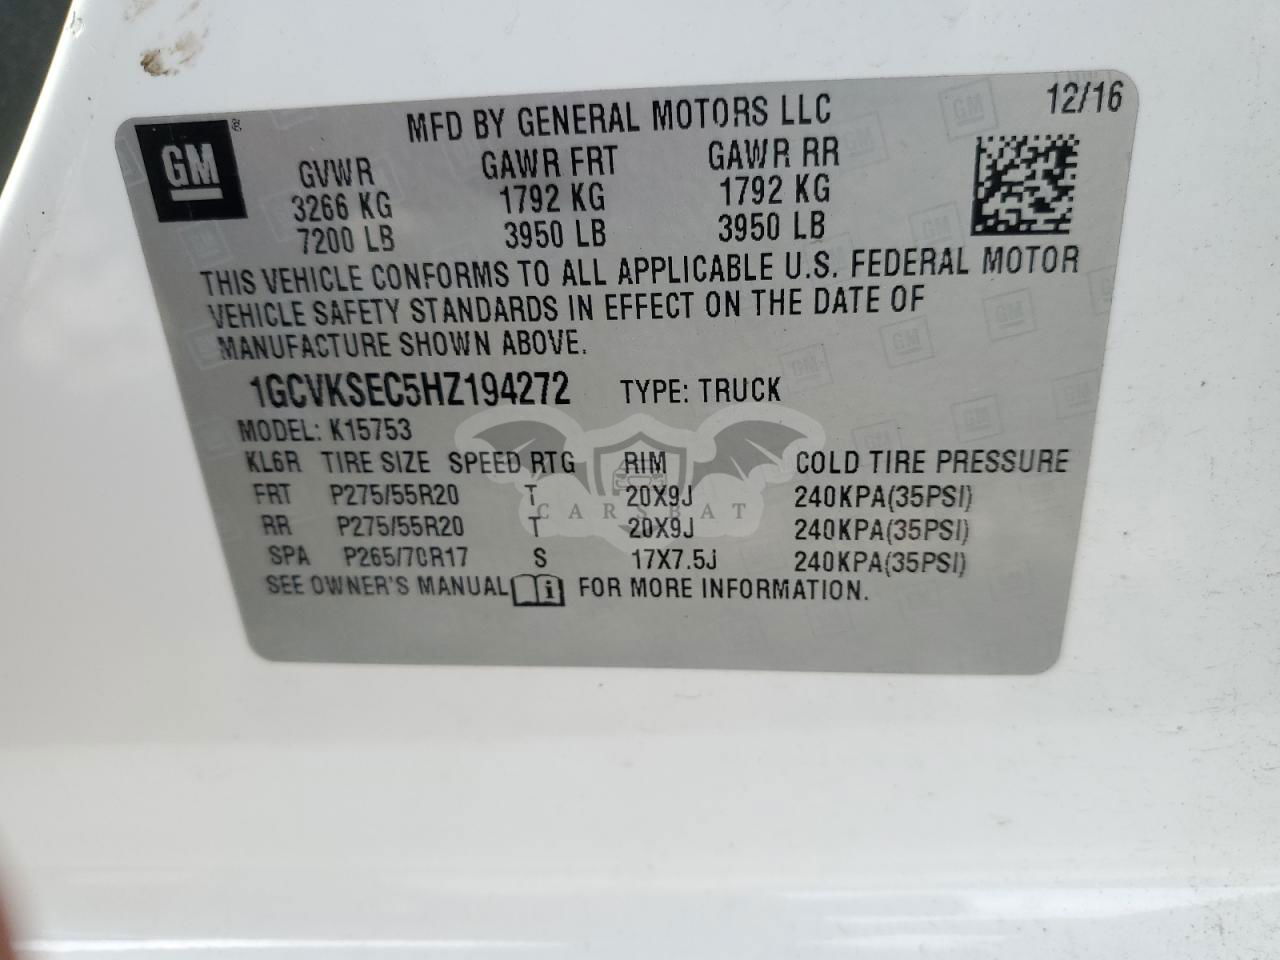 GM
MFD BY GENERAL MOTORS LLC 12/16
GVWR GAWR FRT GAWR RR
3266 KG 1792 KG 1792 KG
7200 LB 3950 LB 3950 LB
THIS VEHICLE CONFORMS TO ALL APPLICABLE U.S. FEDERAL MOTOR
VEHICLE SAFETY STANDARDS IN EFFECT ON THE DATE OF
MANUFACTURE SHOWN ABOVE.
1GCVKSEC5HZ194272 TYPE: TRUCK
MODEL: K15753
KL6R TIRE SIZE SPEED RTG RIM COLD TIRE PRESSURE
FRT P275/55R20 T 20X9J 240KPA(35PSI)
CARSBAT
RR P275/55R20 T 20X9J 240KPA(35PSI)
SPA P265/70R17 S 17X7.5J 240KPA(35PSI)
SEE OWNER'S MANUAL FOR MORE INFORMATION.